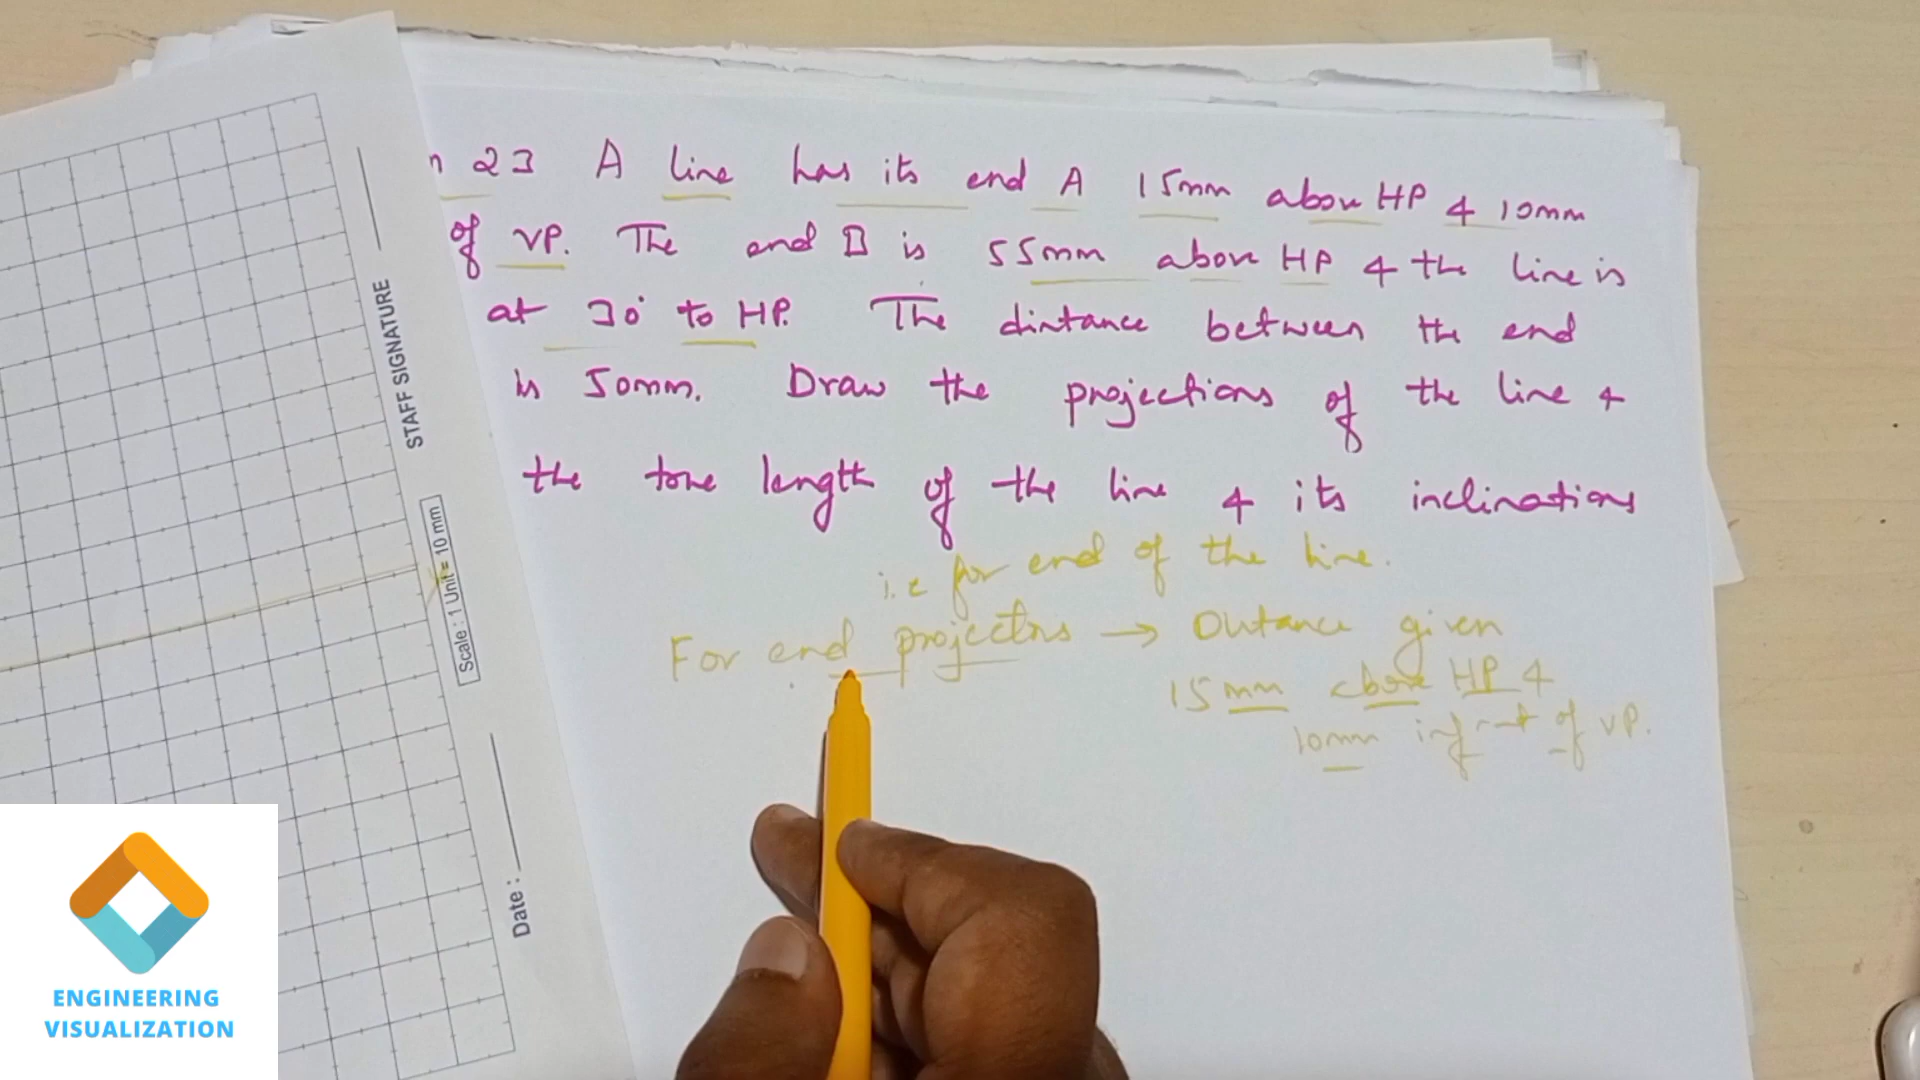 n 23 A line has its end A 15mm above HP & 10mm
of VP. The end B is 55mm above HP & the line is
at 30° to HP. The distance between the end
is 50mm. Draw the projections of the line &
the true length of the line & its inclinations
i.e for end of the line.
For end projectors → Distance given
15 mm above HP &
10mm infront of VP.
STAFF SIGNATURE
Scale : 1 Unit = 10 mm
Date :
ENGINEERING
VISUALIZATION